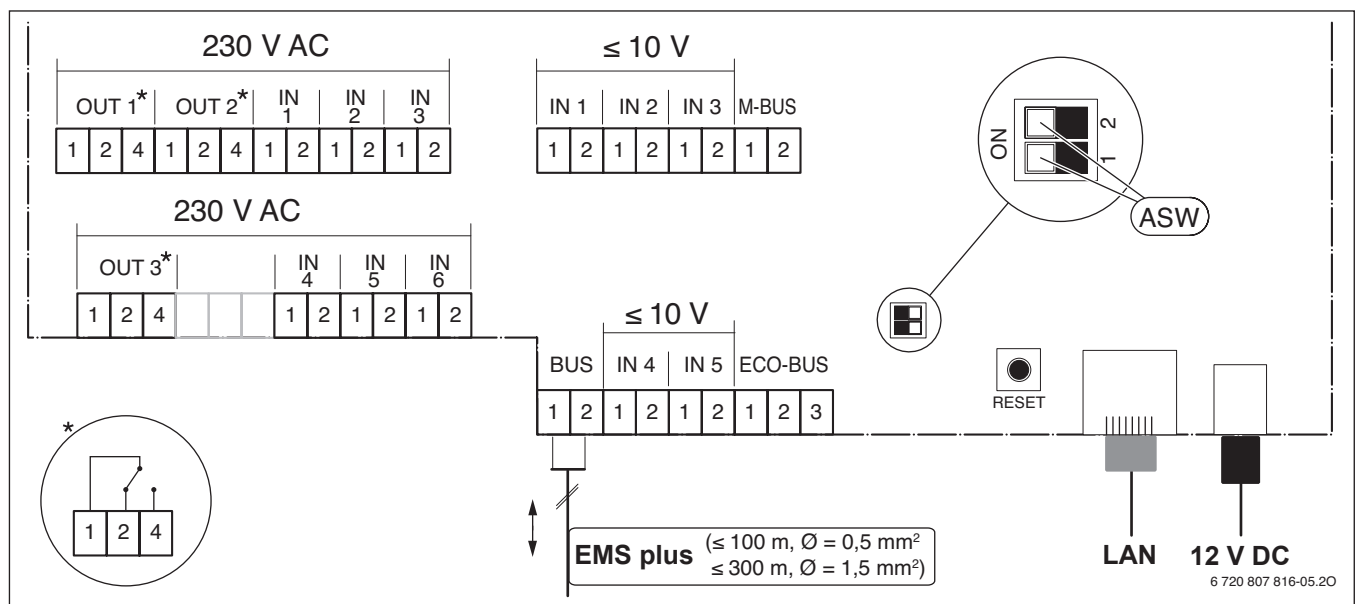 230 V AC
OUT 1* OUT 2* IN 1 IN 2 IN 3
1 2 4 1 2 4 1 2 1 2 1 2
≤ 10 V
IN 1 IN 2 IN 3 M-BUS
1 2 1 2 1 2 1 2
ON
1 2
ASW
230 V AC
OUT 3* IN 4 IN 5 IN 6
1 2 4 1 2 1 2 1 2
≤ 10 V
BUS IN 4 IN 5 ECO-BUS
1 2 1 2 1 2 1 2 3
RESET
*
1 2 4
EMS plus (≤ 100 m, Ø = 0,5 mm²
≤ 300 m, Ø = 1,5 mm²)
LAN
12 V DC
6 720 807 816-05.2O